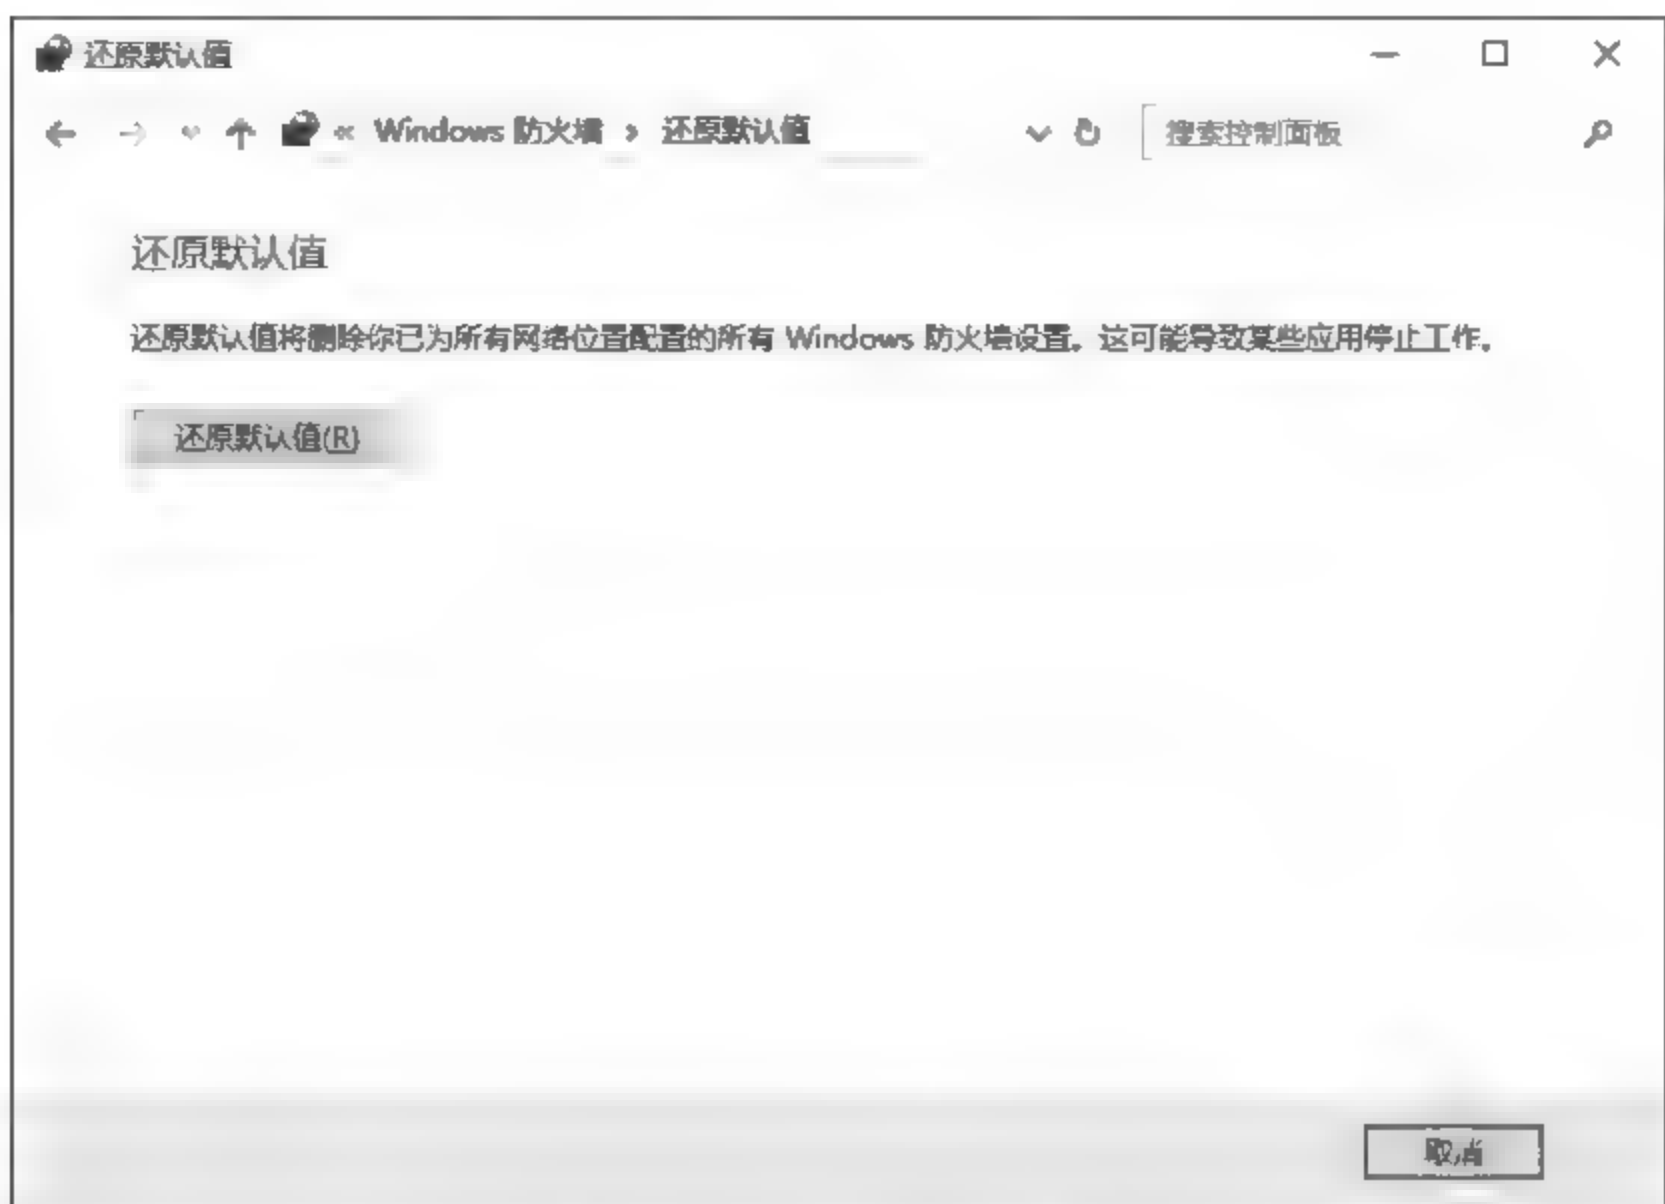 还原默认值
« Windows 防火墙 › 还原默认值
搜索控制面板
还原默认值
还原默认值将删除你已为所有网络位置配置的所有 Windows 防火墙设置。这可能导致某些应用停止工作。
还原默认值(R)
取消